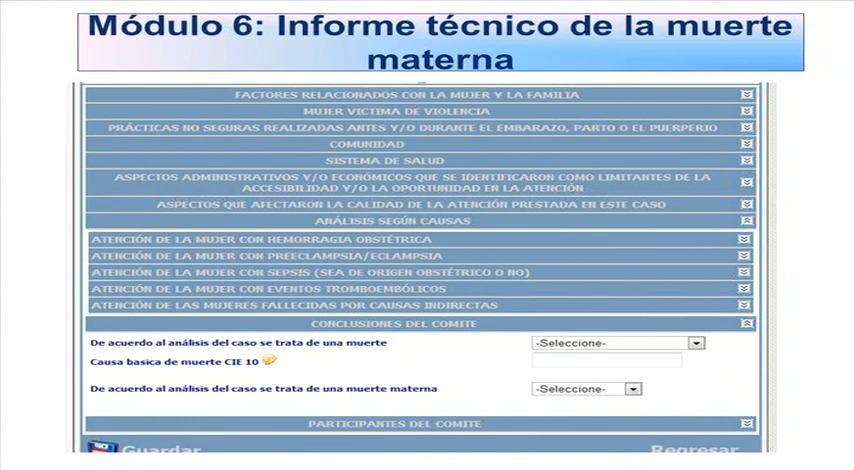 Módulo 6: Informe técnico de la muerte
materna
FACTORES RELACIONADOS CON LA MUJER Y LA FAMILIA
MUJER VICTIMA DE VIOLENCIA
PRÁCTICAS NO SEGURAS REALIZADAS ANTES Y/O DURANTE EL EMBARAZO, PARTO O EL PUERPERIO
COMUNIDAD
SISTEMA DE SALUD
ASPECTOS ADMINISTRATIVOS Y/O ECONÓMICOS QUE SE IDENTIFICARON COMO LIMITANTES DE LA
ACCESIBILIDAD Y/O LA OPORTUNIDAD EN LA ATENCIÓN
ASPECTOS QUE AFECTARON LA CALIDAD DE LA ATENCIÓN PRESTADA EN ESTE CASO
ANÁLISIS SEGÚN CAUSAS
ATENCIÓN DE LA MUJER CON HEMORRAGIA OBSTÉTRICA
ATENCIÓN DE LA MUJER CON PREECLAMPSIA/ECLAMPSIA
ATENCIÓN DE LA MUJER CON SEPSIS (SEA DE ORIGEN OBSTÉTRICO O NO)
ATENCIÓN DE LA MUJER CON EVENTOS TROMBOEMBÓLICOS
ATENCIÓN DE LAS MUJERES FALLECIDAS POR CAUSAS INDIRECTAS
CONCLUSIONES DEL COMITE
De acuerdo al análisis del caso se trata de una muerte -Seleccione-
Causa basica de muerte CIE 10
De acuerdo al análisis del caso se trata de una muerte materna -Seleccione-
PARTICIPANTES DEL COMITE
Guardar Regresar